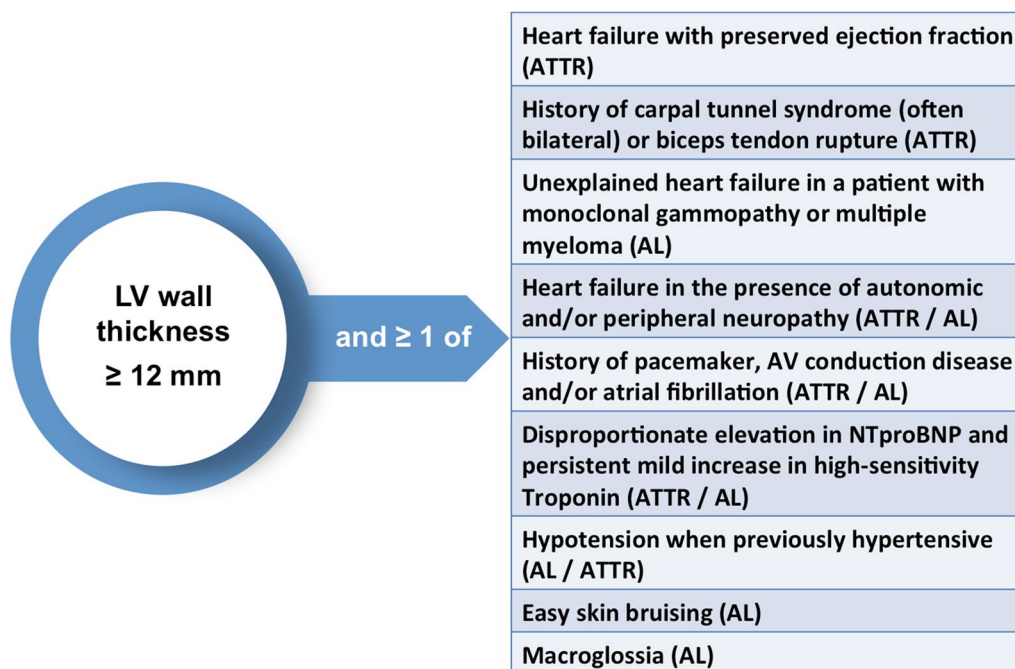 LV wall
thickness
≥ 12 mm
and ≥ 1 of
Heart failure with preserved ejection fraction
(ATTR)
History of carpal tunnel syndrome (often
bilateral) or biceps tendon rupture (ATTR)
Unexplained heart failure in a patient with
monoclonal gammopathy or multiple
myeloma (AL)
Heart failure in the presence of autonomic
and/or peripheral neuropathy (ATTR / AL)
History of pacemaker, AV conduction disease
and/or atrial fibrillation (ATTR / AL)
Disproportionate elevation in NTproBNP and
persistent mild increase in high-sensitivity
Troponin (ATTR / AL)
Hypotension when previously hypertensive
(AL / ATTR)
Easy skin bruising (AL)
Macroglossia (AL)